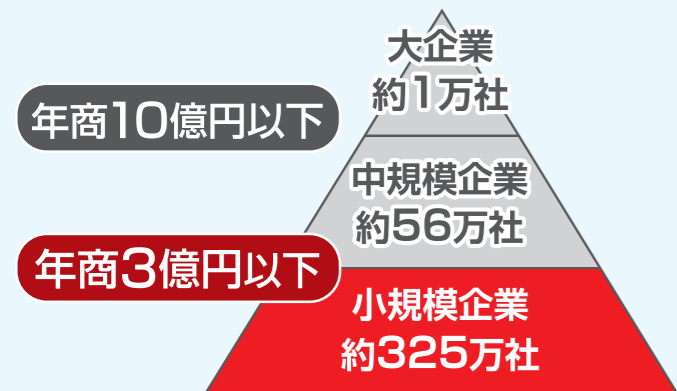 大企業
約1万社
年商10億円以下
中規模企業
約56万社
年商3億円以下
小規模企業
約325万社